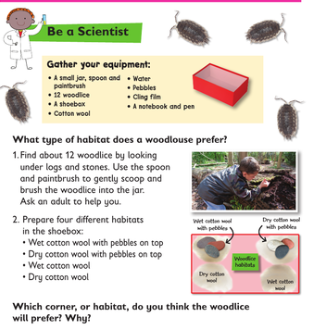 Be a Scientist
Gather your equipment:
• A small jar, spoon and paintbrush
• 12 woodlice
• A shoebox
• Cotton wool
• Water
• Pebbles
• Cling film
• A notebook and pen
What type of habitat does a woodlouse prefer?
1. Find about 12 woodlice by looking
under logs and stones. Use the spoon
and paintbrush to gently scoop and
brush the woodlice into the jar.
Ask an adult to help you.
2. Prepare four different habitats
in the shoebox:
• Wet cotton wool with pebbles on top
• Dry cotton wool with pebbles on top
• Wet cotton wool
• Dry cotton wool
Wet cotton wool
with pebbles
Dry cotton wool
with pebbles
Woodlice
habitats
Dry cotton
wool
Wet cotton
wool
Which corner, or habitat, do you think the woodlice
will prefer? Why?